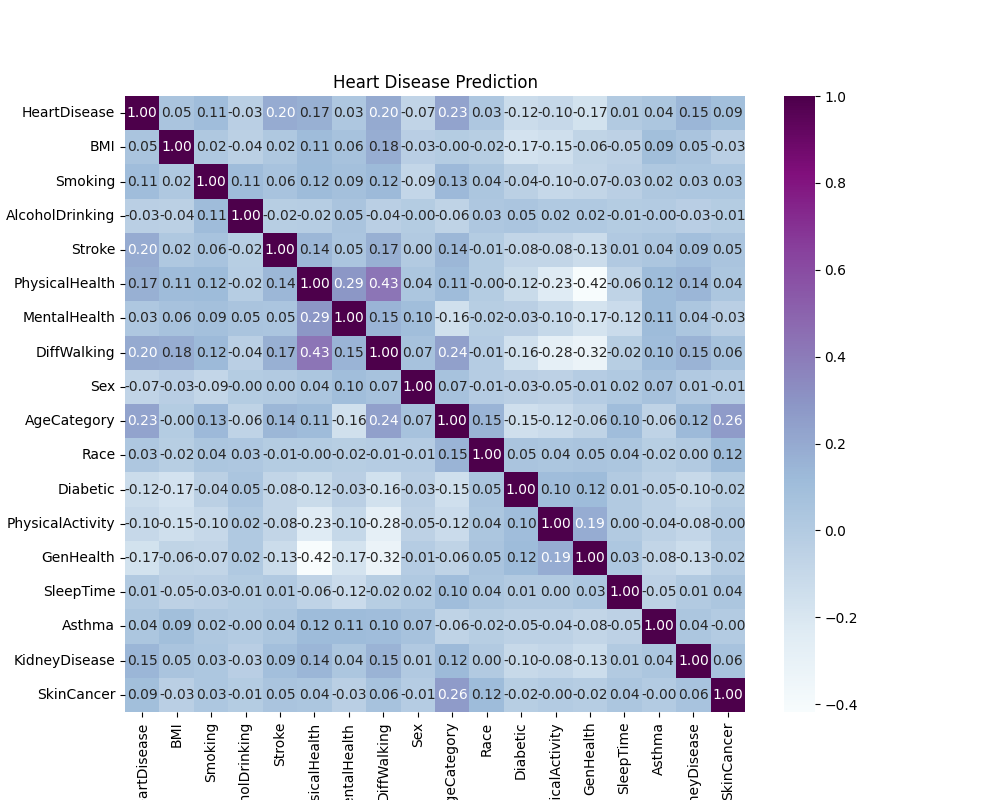 Heart Disease Prediction
HeartDisease 1.00 0.05 0.11 -0.03 0.20 0.17 0.03 0.20 -0.07 0.23 0.03 -0.12 -0.10 -0.17 0.01 0.04 0.15 0.09
BMI 0.05 1.00 0.02 -0.04 0.02 0.11 0.06 0.18 -0.03 -0.00 -0.02 -0.17 -0.15 -0.06 -0.05 0.09 0.05 -0.03
Smoking 0.11 0.02 1.00 0.11 0.06 0.12 0.09 0.12 -0.09 0.13 0.04 -0.04 -0.10 -0.07 -0.03 0.02 0.03 0.03
AlcoholDrinking -0.03 -0.04 0.11 1.00 -0.02 -0.02 0.05 -0.04 -0.00 -0.06 0.03 0.05 0.02 0.02 -0.01 -0.00 -0.03 -0.01
Stroke 0.20 0.02 0.06 -0.02 1.00 0.14 0.05 0.17 0.00 0.14 -0.01 -0.08 -0.08 -0.13 0.01 0.04 0.09 0.05
PhysicalHealth 0.17 0.11 0.12 -0.02 0.14 1.00 0.29 0.43 0.04 0.11 -0.00 -0.12 -0.23 -0.42 -0.06 0.12 0.14 0.04
MentalHealth 0.03 0.06 0.09 0.05 0.05 0.29 1.00 0.15 0.10 -0.16 -0.02 -0.03 -0.10 -0.17 -0.12 0.11 0.04 -0.03
DiffWalking 0.20 0.18 0.12 -0.04 0.17 0.43 0.15 1.00 0.07 0.24 -0.01 -0.16 -0.28 -0.32 -0.02 0.10 0.15 0.06
Sex -0.07 -0.03 -0.09 -0.00 0.00 0.04 0.10 0.07 1.00 0.07 -0.01 -0.03 -0.05 -0.01 0.02 0.07 0.01 -0.01
AgeCategory 0.23 -0.00 0.13 -0.06 0.14 0.11 -0.16 0.24 0.07 1.00 0.15 -0.15 -0.12 -0.06 0.10 -0.06 0.12 0.26
Race 0.03 -0.02 0.04 0.03 -0.01 -0.00 -0.02 -0.01 -0.01 0.15 1.00 0.05 0.04 0.05 0.04 -0.02 0.00 0.12
Diabetic -0.12 -0.17 -0.04 0.05 -0.08 -0.12 -0.03 -0.16 -0.03 -0.15 0.05 1.00 0.10 0.12 0.01 -0.05 -0.10 -0.02
PhysicalActivity -0.10 -0.15 -0.10 0.02 -0.08 -0.23 -0.10 -0.28 -0.05 -0.12 0.04 0.10 1.00 0.19 0.00 -0.04 -0.08 -0.00
GenHealth -0.17 -0.06 -0.07 0.02 -0.13 -0.42 -0.17 -0.32 -0.01 -0.06 0.05 0.12 0.19 1.00 0.03 -0.08 -0.13 -0.02
SleepTime 0.01 -0.05 -0.03 -0.01 0.01 -0.06 -0.12 -0.02 0.02 0.10 0.04 0.01 0.00 0.03 1.00 -0.05 0.01 0.04
Asthma 0.04 0.09 0.02 -0.00 0.04 0.12 0.11 0.10 0.07 -0.06 -0.02 -0.05 -0.04 -0.08 -0.05 1.00 0.04 -0.00
KidneyDisease 0.15 0.05 0.03 -0.03 0.09 0.14 0.04 0.15 0.01 0.12 0.00 -0.10 -0.08 -0.13 0.01 0.04 1.00 0.06
SkinCancer 0.09 -0.03 0.03 -0.01 0.05 0.04 -0.03 0.06 -0.01 0.26 0.12 -0.02 -0.00 -0.02 0.04 -0.00 0.06 1.00
artDisease
BMI
Smoking
holDrinking
Stroke
sicalHealth
entalHealth
DiffWalking
Sex
geCategory
Race
Diabetic
icalActivity
GenHealth
SleepTime
Asthma
neyDisease
SkinCancer
1.0
0.8
0.6
0.4
0.2
0.0
−0.2
−0.4